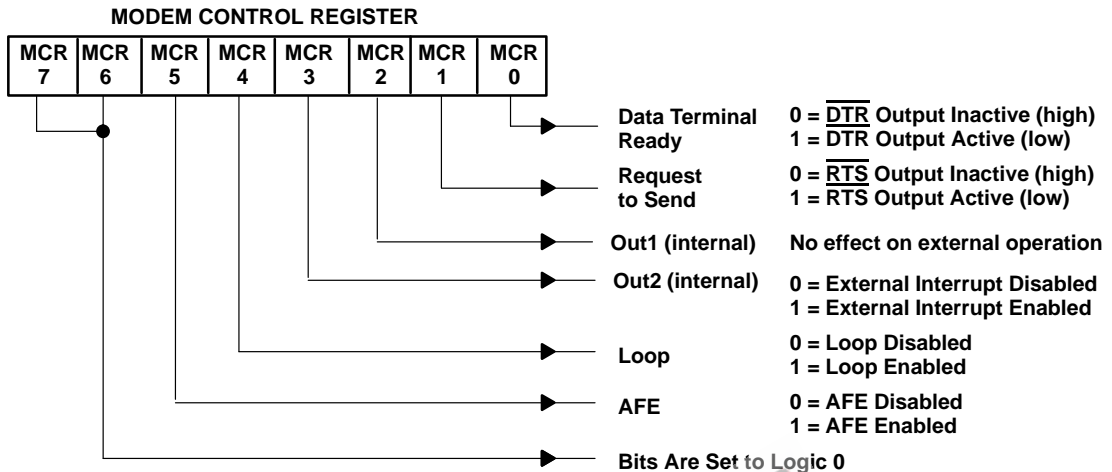 MODEM CONTROL REGISTER
MCR MCR MCR MCR MCR MCR MCR MCR
7 6 5 4 3 2 1 0
Data Terminal 0 = DTR Output Inactive (high)
Ready 1 = DTR Output Active (low)
Request 0 = RTS Output Inactive (high)
to Send 1 = RTS Output Active (low)
Out1 (internal) No effect on external operation
Out2 (internal) 0 = External Interrupt Disabled
1 = External Interrupt Enabled
Loop 0 = Loop Disabled
1 = Loop Enabled
AFE 0 = AFE Disabled
1 = AFE Enabled
Bits Are Set to Logic 0